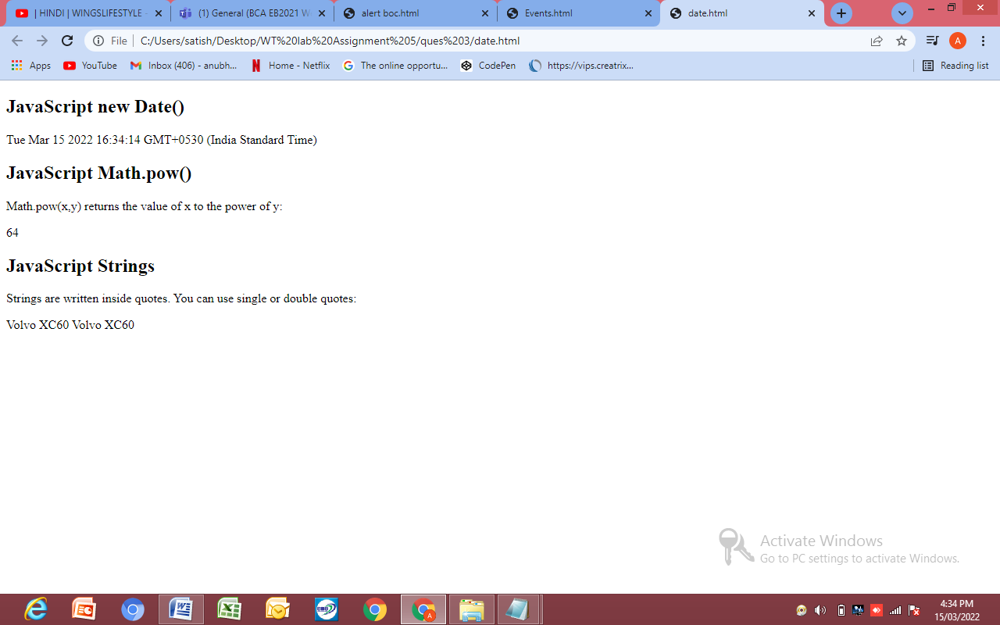 | HINDI | WINGSLIFESTYLE -
(1) General (BCA EB2021 W
alert boc.html
Events.html
date.html
File
C:/Users/satish/Desktop/WT%20lab%20Assignment%205/ques%203/date.html
A
Apps
YouTube
Inbox (406) - anubh...
Home - Netflix
The online opportu...
CodePen
https://vips.creatrix...
Reading list
JavaScript new Date()
Tue Mar 15 2022 16:34:14 GMT+0530 (India Standard Time)
JavaScript Math.pow()
Math.pow(x,y) returns the value of x to the power of y:
64
JavaScript Strings
Strings are written inside quotes. You can use single or double quotes:
Volvo XC60 Volvo XC60
Activate Windows
Go to PC settings to activate Windows.
4:34 PM
15/03/2022